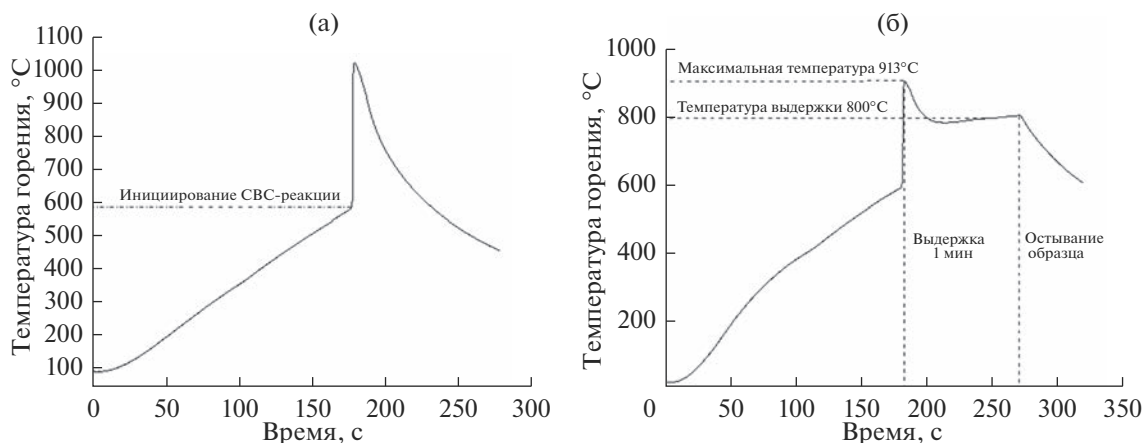 (а)
Температура горения, °C
1100
1000
900
800
700
600
500
400
300
200
100
Инициирование СВС-реакции
0
50
100
150
200
250
300
Время, с
(б)
Температура горения, °C
1000
800
600
400
200
Максимальная температура 913°C
Температура выдержки 800°C
Выдержка
1 мин
Остывание
образца
0
50
100
150
200
250
300
350
Время, с